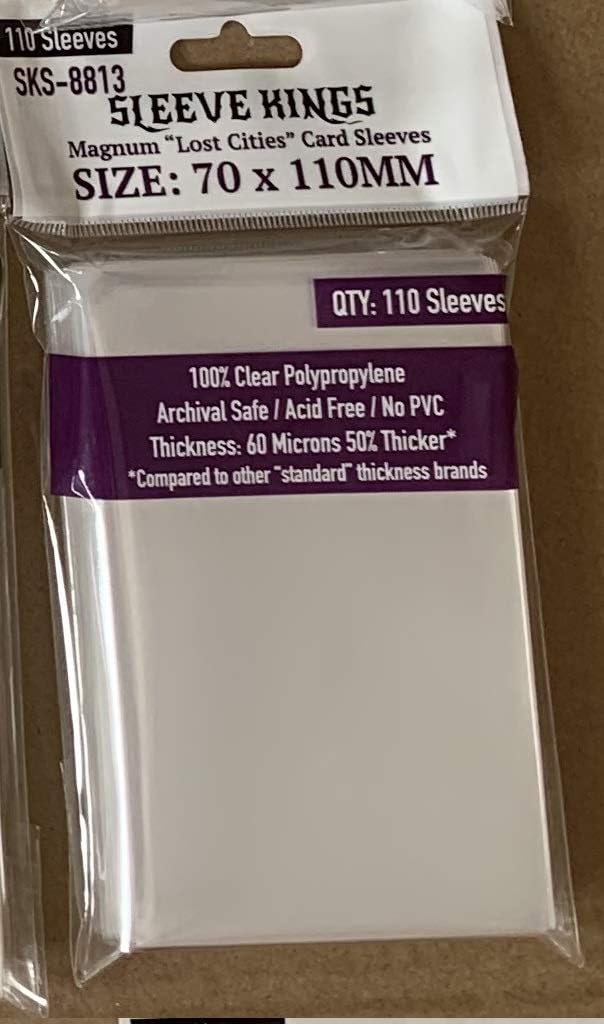 110 Sleeves
SKS-8813
SLEEVE KINGS
Magnum "Lost Cities" Card Sleeves
SIZE: 70 x 110MM
QTY: 110 Sleeves
100% Clear Polypropylene
Archival Safe / Acid Free / No PVC
Thickness: 60 Microns 50% Thicker*
*Compared to other "standard" thickness brands